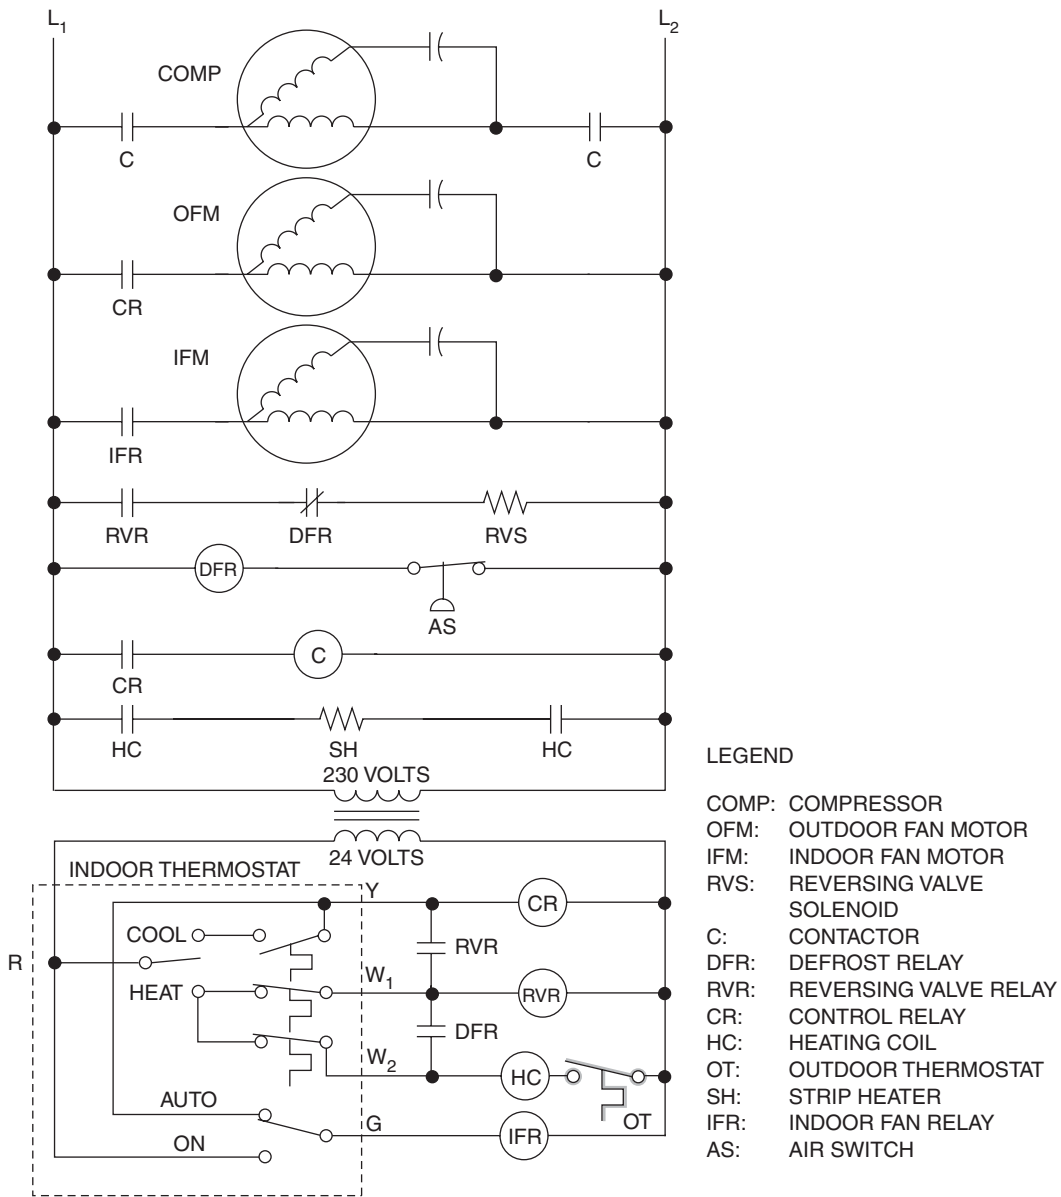 L1 L2
COMP
C C
OFM
CR
IFM
IFR
RVR DFR RVS
DFR
AS
C
CR
HC SH HC
230 VOLTS
24 VOLTS
INDOOR THERMOSTAT
Y
CR
COOL
RVR
R
W1
HEAT
RVR
DFR
W2
HC
OT
AUTO
G
IFR
ON
LEGEND
COMP: COMPRESSOR
OFM: OUTDOOR FAN MOTOR
IFM: INDOOR FAN MOTOR
RVS: REVERSING VALVE
SOLENOID
C: CONTACTOR
DFR: DEFROST RELAY
RVR: REVERSING VALVE RELAY
CR: CONTROL RELAY
HC: HEATING COIL
OT: OUTDOOR THERMOSTAT
SH: STRIP HEATER
IFR: INDOOR FAN RELAY
AS: AIR SWITCH